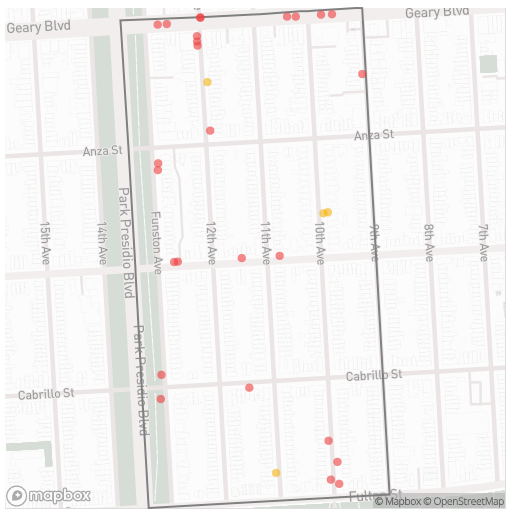 Geary Blvd
Geary Blvd
Anza St
Anza St
15th Ave
14th Ave
Park Presidio Blvd
Funston Ave
12th Ave
11th Ave
10th Ave
9th Ave
8th Ave
7th Ave
Park Presidio Blvd
Cabrillo St
Cabrillo St
mapbox
© Mapbox © OpenStreetMap